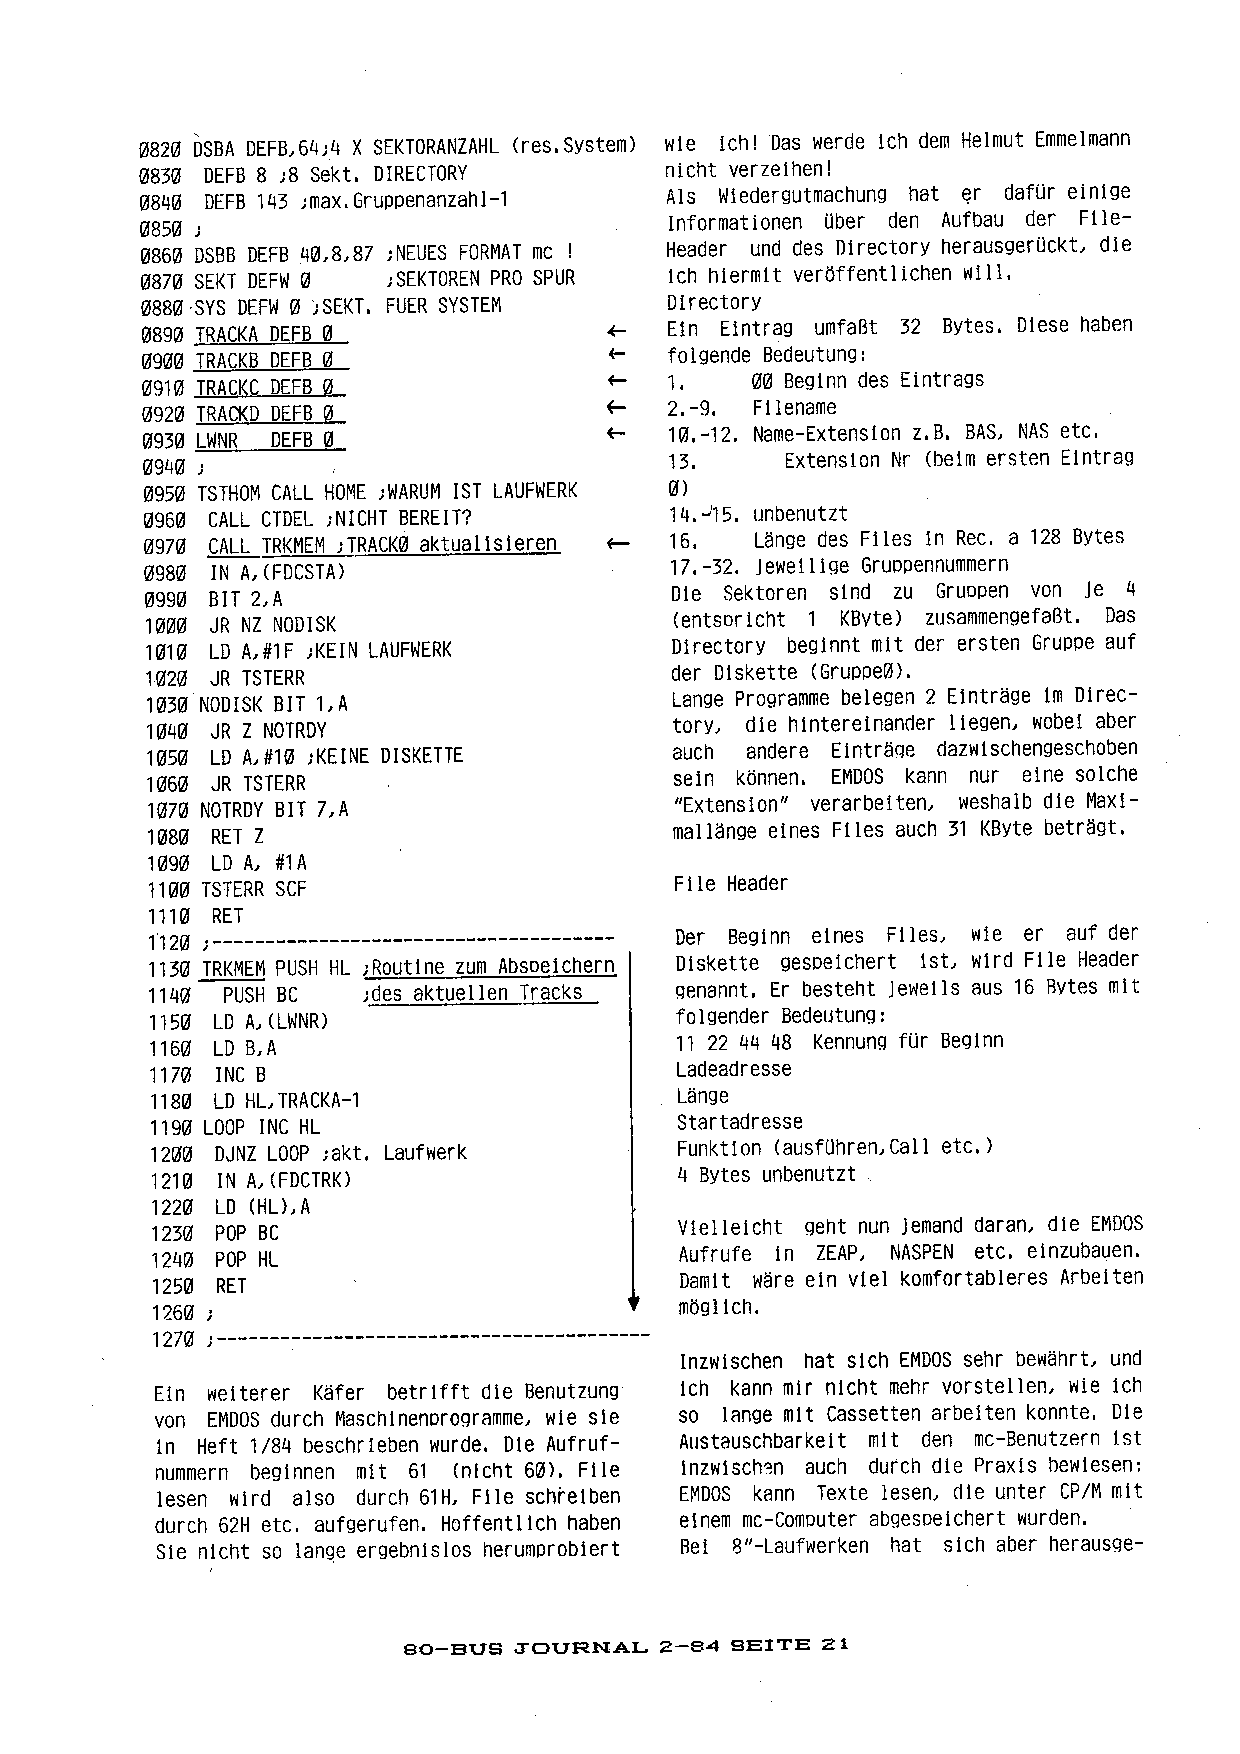 0820 DSBA DEFB,64;4 X SEKTORANZAHL (res.System)
0830 DEFB 8 ;8 Sekt. DIRECTORY
0840 DEFB 143 ;max.Gruppenanzahl-1
0850 ;
0860 DSBB DEFB 40,8,87 ;NEUES FORMAT mc !
0870 SEKT DEFW 0 ;SEKTOREN PRO SPUR
0880 SYS DEFW 0 ;SEKT. FUER SYSTEM
0890 TRACKA DEFB 0 ←
0900 TRACKB DEFB 0 ←
0910 TRACKC DEFB 0 ←
0920 TRACKD DEFB 0 ←
0930 LWNR DEFB 0 ←
0940 ;
0950 TSTHOM CALL HOME ;WARUM IST LAUFWERK
0960 CALL CTDEL ;NICHT BEREIT?
0970 CALL TRKMEM ;TRACK0 aktualisieren ←
0980 IN A,(FDCSTA)
0990 BIT 2,A
1000 JR NZ NODISK
1010 LD A,#1F ;KEIN LAUFWERK
1020 JR TSTERR
1030 NODISK BIT 1,A
1040 JR Z NOTRDY
1050 LD A,#10 ;KEINE DISKETTE
1060 JR TSTERR
1070 NOTRDY BIT 7,A
1080 RET Z
1090 LD A, #1A
1100 TSTERR SCF
1110 RET
1120 ;--------------------------------------
1130 TRKMEM PUSH HL ;Routine zum Abspeichern
1140 PUSH BC ;des aktuellen Tracks
1150 LD A,(LWNR)
1160 LD B,A
1170 INC B
1180 LD HL,TRACKA-1
1190 LOOP INC HL
1200 DJNZ LOOP ;akt. Laufwerk
1210 IN A,(FDCTRK)
1220 LD (HL),A
1230 POP BC
1240 POP HL
1250 RET
1260 ;
1270 ;-----------------------------------------
Ein weiterer Käfer betrifft die Benutzung
von EMDOS durch Maschinenprogramme, wie sie
in Heft 1/84 beschrieben wurde. Die Aufruf-
nummern beginnen mit 61 (nicht 60). File
lesen wird also durch 61H, File schreiben
durch 62H etc. aufgerufen. Hoffentlich haben
Sie nicht so lange ergebnislos herumprobiert
wie ich! Das werde ich dem Helmut Emmelmann
nicht verzeihen!
Als Wiedergutmachung hat er dafür einige
Informationen über den Aufbau der File-
Header und des Directory herausgerückt, die
ich hiermit veröffentlichen will.
Directory
Ein Eintrag umfaßt 32 Bytes. Diese haben
folgende Bedeutung:
1. 00 Beginn des Eintrags
2.-9. Filename
10.-12. Name-Extension z.B. BAS, NAS etc.
13. Extension Nr (beim ersten Eintrag
0)
14.-15. unbenutzt
16. Länge des Files in Rec. a 128 Bytes
17.-32. jeweilige Gruppennummern
Die Sektoren sind zu Gruppen von je 4
(entspricht 1 KByte) zusammengefaßt. Das
Directory beginnt mit der ersten Gruppe auf
der Diskette (Gruppe0).
Lange Programme belegen 2 Einträge im Direc-
tory, die hintereinander liegen, wobei aber
auch andere Einträge dazwischengeschoben
sein können. EMDOS kann nur eine solche
"Extension" verarbeiten, weshalb die Maxi-
mallänge eines Files auch 31 KByte beträgt.
File Header
Der Beginn eines Files, wie er auf der
Diskette gespeichert ist, wird File Header
genannt. Er besteht jeweils aus 16 Bytes mit
folgender Bedeutung:
11 22 44 48 Kennung für Beginn
Ladeadresse
Länge
Startadresse
Funktion (ausführen,Call etc.)
4 Bytes unbenutzt
Vielleicht geht nun jemand daran, die EMDOS
Aufrufe in ZEAP, NASPEN etc. einzubauen.
Damit wäre ein viel komfortableres Arbeiten
möglich.
Inzwischen hat sich EMDOS sehr bewährt, und
ich kann mir nicht mehr vorstellen, wie ich
so lange mit Cassetten arbeiten konnte. Die
Austauschbarkeit mit den mc-Benutzern ist
inzwischen auch durch die Praxis bewiesen:
EMDOS kann Texte lesen, die unter CP/M mit
einem mc-Computer abgespeichert wurden.
Bei 8"-Laufwerken hat sich aber herausge-
80-BUS JOURNAL 2-84 SEITE 21